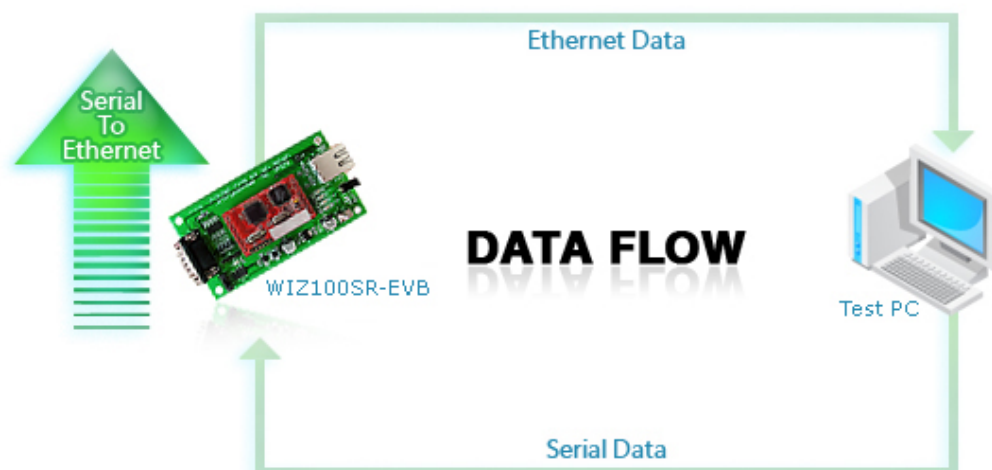 Ethernet Data
Serial
To
Ethernet
DATA FLOW
WIZ100SR-EVB
Test PC
Serial Data